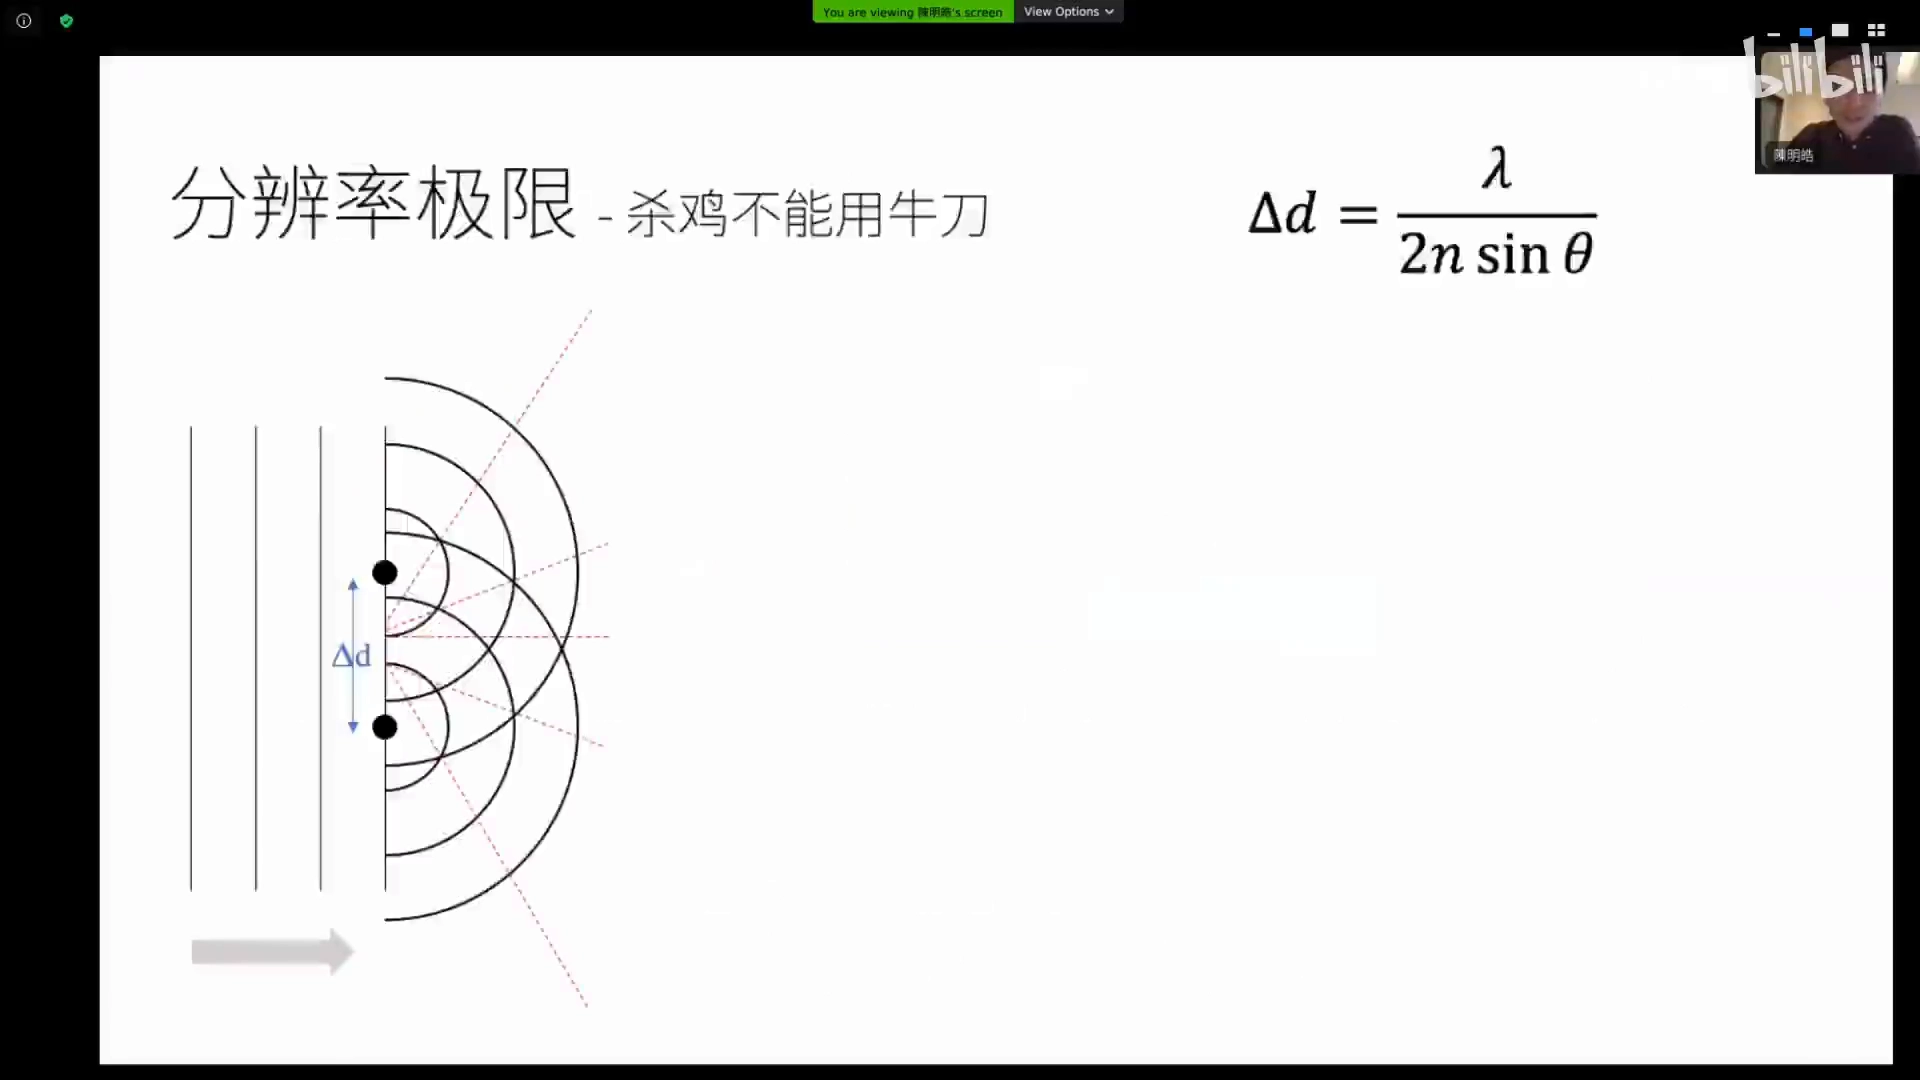 You are viewing 陳明皓's screen
View Options
bilibili
陳明皓
分辨率极限 - 杀鸡不能用牛刀
Δd = λ / 2n sin θ
Δd